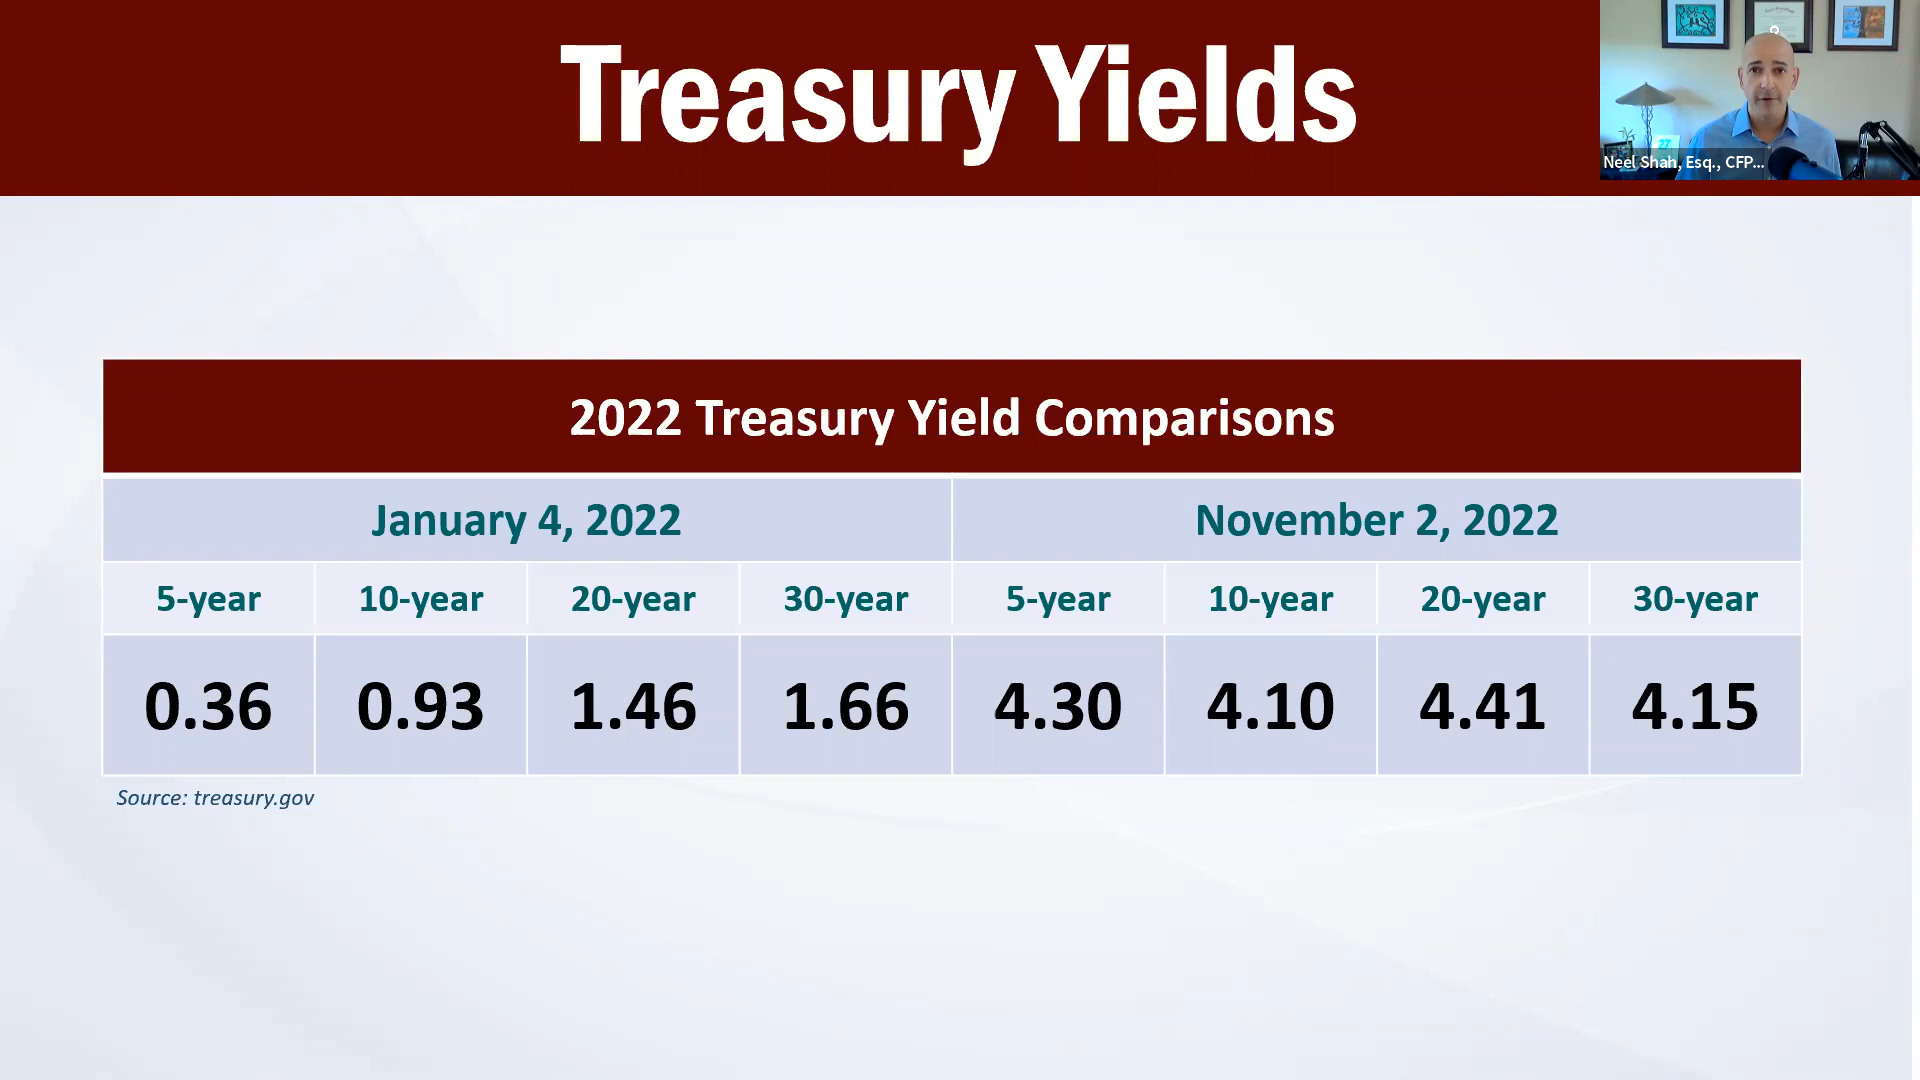 Treasury Yields
Neel Shah, Esq., CFP...
27
2022 Treasury Yield Comparisons
January 4, 2022 November 2, 2022
5-year 10-year 20-year 30-year 5-year 10-year 20-year 30-year
0.36 0.93 1.46 1.66 4.30 4.10 4.41 4.15
Source: treasury.gov